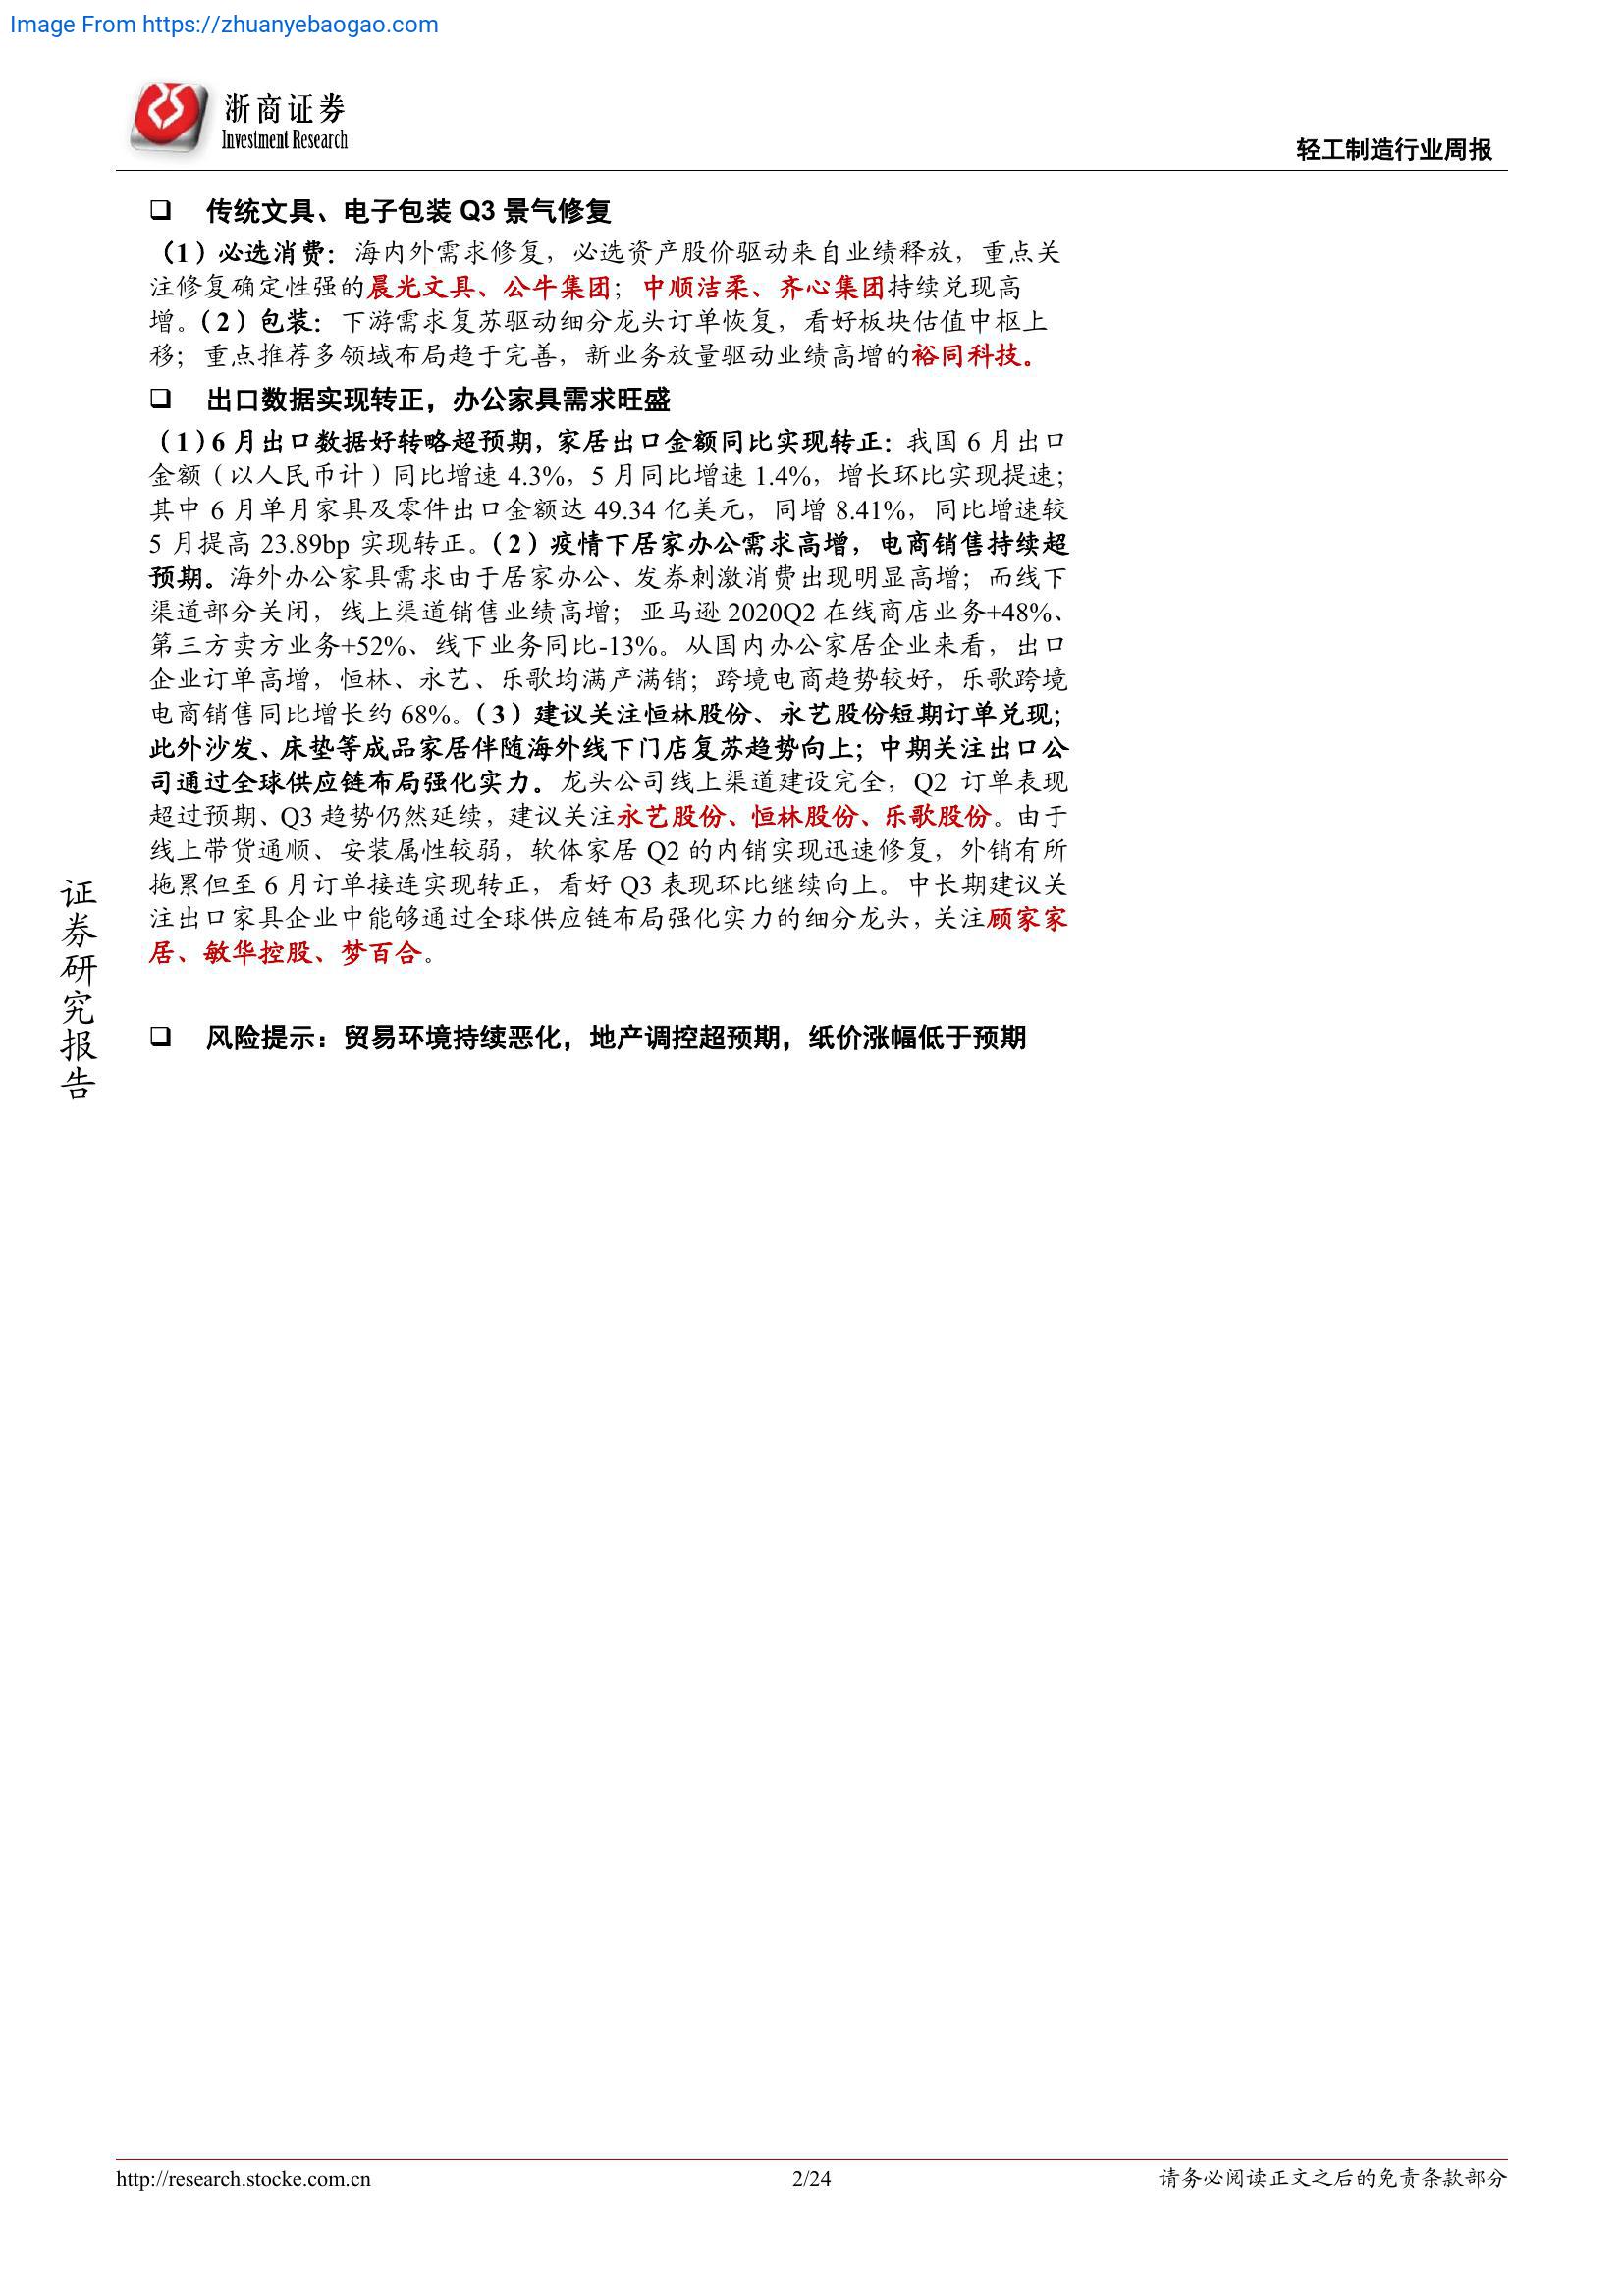 Image From https://zhuanyebaogao.com
浙商证券
Investment Research
轻工制造行业周报
❑ 传统文具、电子包装 Q3 景气修复
（1）必选消费：海内外需求修复，必选资产股价驱动来自业绩释放，重点关
注修复确定性强的晨光文具、公牛集团；中顺洁柔、齐心集团持续兑现高
增。（2）包装：下游需求复苏驱动细分龙头订单恢复，看好板块估值中枢上
移；重点推荐多领域布局趋于完善，新业务放量驱动业绩高增的裕同科技。
❑ 出口数据实现转正，办公家具需求旺盛
（1）6 月出口数据好转略超预期，家居出口金额同比实现转正：我国 6 月出口
金额（以人民币计）同比增速 4.3%，5 月同比增速 1.4%，增长环比实现提速；
其中 6 月单月家具及零件出口金额达 49.34 亿美元，同增 8.41%，同比增速较
5 月提高 23.89bp 实现转正。（2）疫情下居家办公需求高增，电商销售持续超
预期。海外办公家具需求由于居家办公、发券刺激消费出现明显高增；而线下
渠道部分关闭，线上渠道销售业绩高增；亚马逊 2020Q2 在线商店业务+48%、
第三方卖方业务+52%、线下业务同比-13%。从国内办公家居企业来看，出口
企业订单高增，恒林、永艺、乐歌均满产满销；跨境电商趋势较好，乐歌跨境
电商销售同比增长约 68%。（3）建议关注恒林股份、永艺股份短期订单兑现；
此外沙发、床垫等成品家居伴随海外线下门店复苏趋势向上；中期关注出口公
司通过全球供应链布局强化实力。龙头公司线上渠道建设完全，Q2 订单表现
超过预期、Q3 趋势仍然延续，建议关注永艺股份、恒林股份、乐歌股份。由于
线上带货通顺、安装属性较弱，软体家居 Q2 的内销实现迅速修复，外销有所
拖累但至 6 月订单接连实现转正，看好 Q3 表现环比继续向上。中长期建议关
注出口家具企业中能够通过全球供应链布局强化实力的细分龙头，关注顾家家
居、敏华控股、梦百合。
❑ 风险提示：贸易环境持续恶化，地产调控超预期，纸价涨幅低于预期
证券研究报告
http://research.stocke.com.cn
2/24
请务必阅读正文之后的免责条款部分